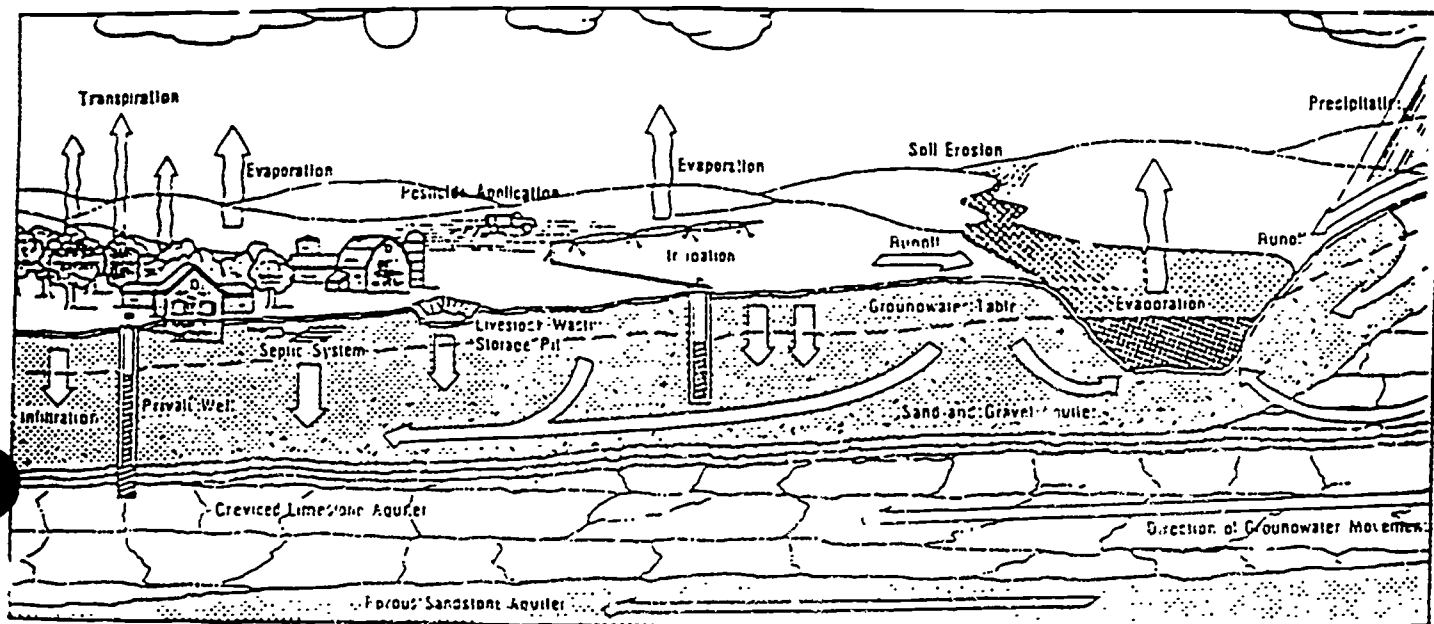 Transpiration
Precipitation
Evaporation
Evaporation
Soil Erosion
Pesticide Application
Runoff
Runoff
Irrigation
Evaporation
Groundwater Table
Livestock Waste
Storage Pit
Septic System
Infiltration
Private Well
Sand and Gravel Aquifer
Creviced Limestone Aquifer
Direction of Groundwater Movement
Porous Sandstone Aquifer